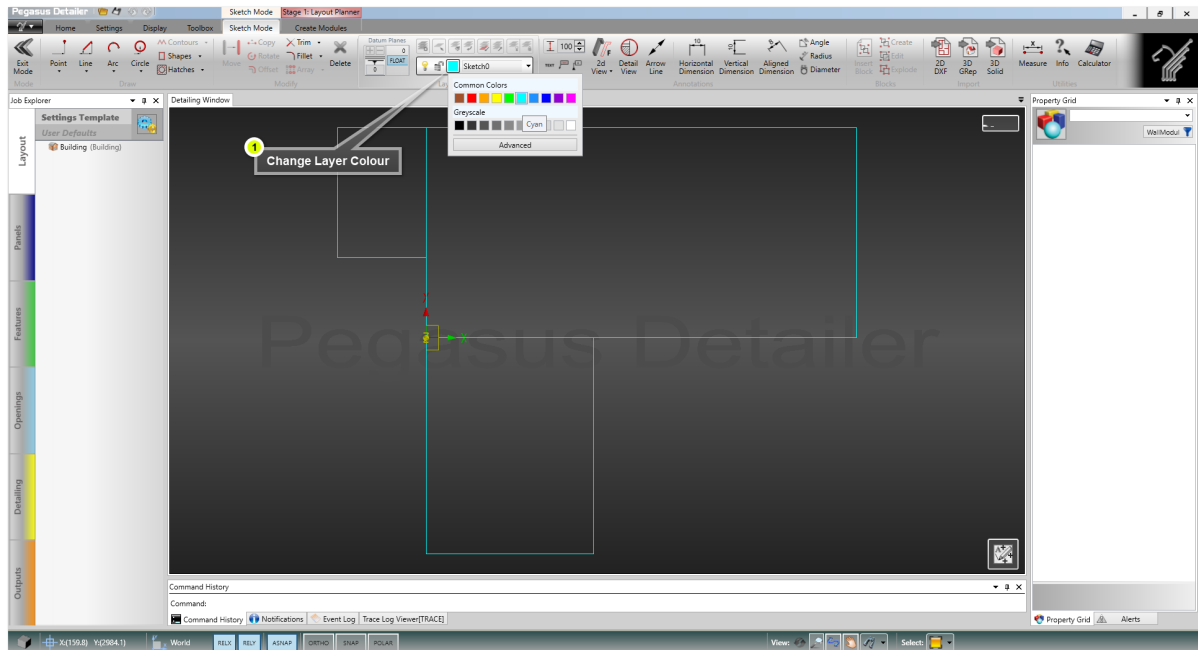 Pegasus Detailer
Sketch Mode
Stage 1: Layout Planner
Home
Settings
Display
Toolbox
Sketch Mode
Create Modules
Exit Mode
Point
Line
Arc
Circle
Contours
Shapes
Hatches
Move
Copy
Rotate
Offset
Trim
Fillet
Array
Delete
Datum Planes
0
0
FLOAT
Sketch0
100
TEXT
2d View
Detail View
Arrow Line
10
Horizontal Dimension
Vertical Dimension
Aligned Dimension
Angle
Radius
Diameter
Insert Block
Create
Edit
Explode
2D DXF
3D GRep
3D Solid
Measure
Info
Calculator
Mode
Draw
Modify
Annotations
Blocks
Import
Utilities
Common Colors
Greyscale
Cyan
Advanced
Job Explorer
Detailing Window
Property Grid
Settings Template
User Defaults
Building (Building)
WallModul
Layout
Panels
Features
Openings
Detailing
Outputs
1
Change Layer Colour
Y
X
Pegasus Detailer
Command History
Command:
Command History
Notifications
Event Log
Trace Log Viewer[TRACE]
Property Grid
Alerts
X:(159.8) Y:(2984.1)
World
RELX
RELY
ASNAP
ORTHO
SNAP
POLAR
View:
Select: